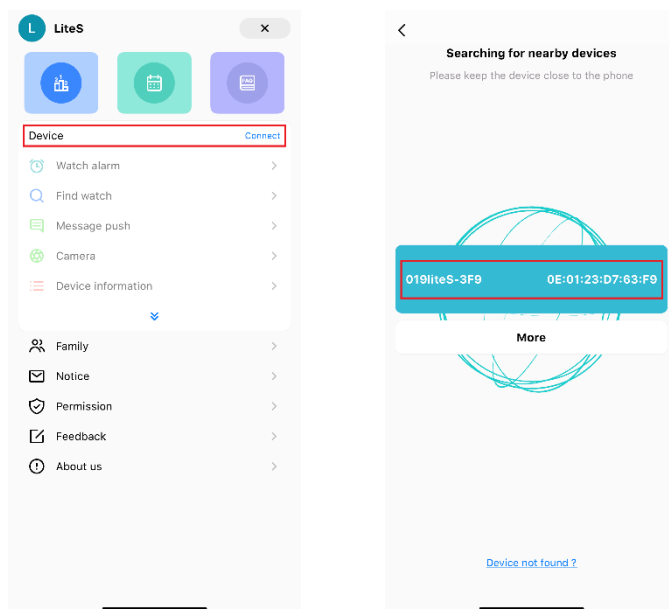 L LiteS ×
FAQ
Device Connect
Watch alarm
Find watch
Message push
Camera
Device information
Family
Notice
Permission
Feedback
About us
Searching for nearby devices
Please keep the device close to the phone
019liteS-3F9 0E:01:23:D7:63:F9
More
Device not found ?